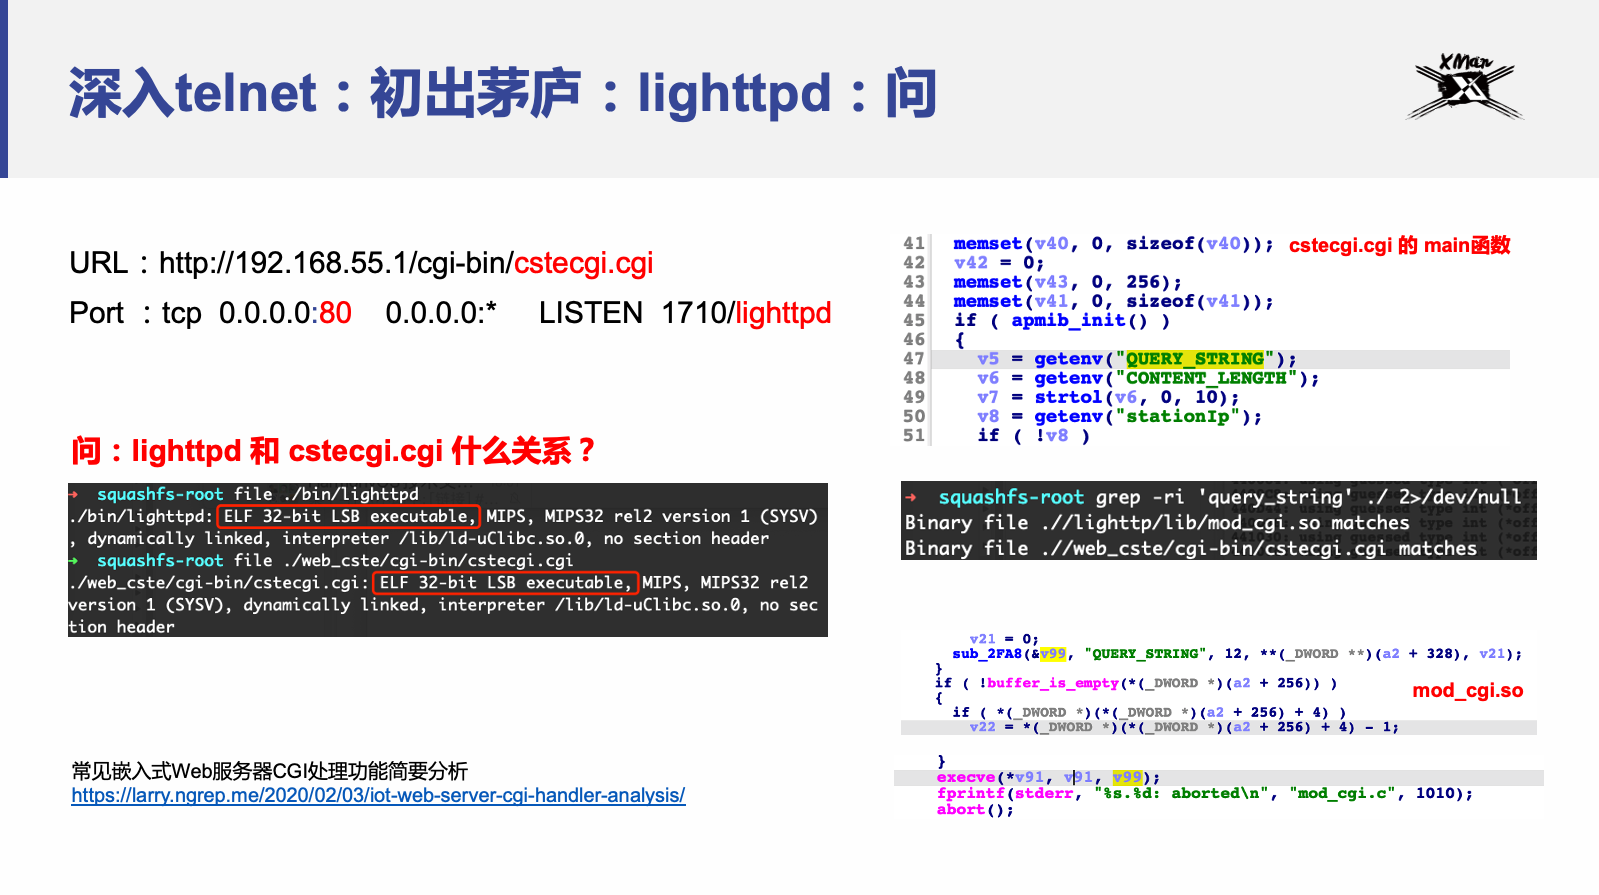 深入telnet：初出茅庐：lighttpd：问
XMan
URL：http://192.168.55.1/cgi-bin/cstecgi.cgi
Port ：tcp 0.0.0.0:80 0.0.0.0:* LISTEN 1710/lighttpd
问：lighttpd 和 cstecgi.cgi 什么关系？
➜ squashfs-root file ./bin/lighttpd
./bin/lighttpd: ELF 32-bit LSB executable, MIPS, MIPS32 rel2 version 1 (SYSV)
, dynamically linked, interpreter /lib/ld-uClibc.so.0, no section header
➜ squashfs-root file ./web_cste/cgi-bin/cstecgi.cgi
./web_cste/cgi-bin/cstecgi.cgi: ELF 32-bit LSB executable, MIPS, MIPS32 rel2
version 1 (SYSV), dynamically linked, interpreter /lib/ld-uClibc.so.0, no sec
tion header
常见嵌入式Web服务器CGI处理功能简要分析
https://larry.ngrep.me/2020/02/03/iot-web-server-cgi-handler-analysis/
41 memset(v40, 0, sizeof(v40)); cstecgi.cgi 的 main函数
42 v42 = 0;
43 memset(v43, 0, 256);
44 memset(v41, 0, sizeof(v41));
45 if ( apmib_init() )
46 {
47 v5 = getenv("QUERY_STRING");
48 v6 = getenv("CONTENT_LENGTH");
49 v7 = strtol(v6, 0, 10);
50 v8 = getenv("stationIp");
51 if ( !v8 )
➜ squashfs-root grep -ri 'query_string' ./ 2>/dev/null
Binary file .//lighttp/lib/mod_cgi.so matches
Binary file .//web_cste/cgi-bin/cstecgi.cgi matches
v21 = 0;
sub_2FA8(&v99, "QUERY_STRING", 12, **(_DWORD **)(a2 + 328), v21);
}
if ( !buffer_is_empty(*(_DWORD *)(a2 + 256)) )
mod_cgi.so
{
if ( *(_DWORD *)(*(_DWORD *)(a2 + 256) + 4) )
v22 = *(_DWORD *)(*(_DWORD *)(a2 + 256) + 4) - 1;
}
execve(*v91, v91, v99);
fprintf(stderr, "%s.%d: aborted\n", "mod_cgi.c", 1010);
abort();